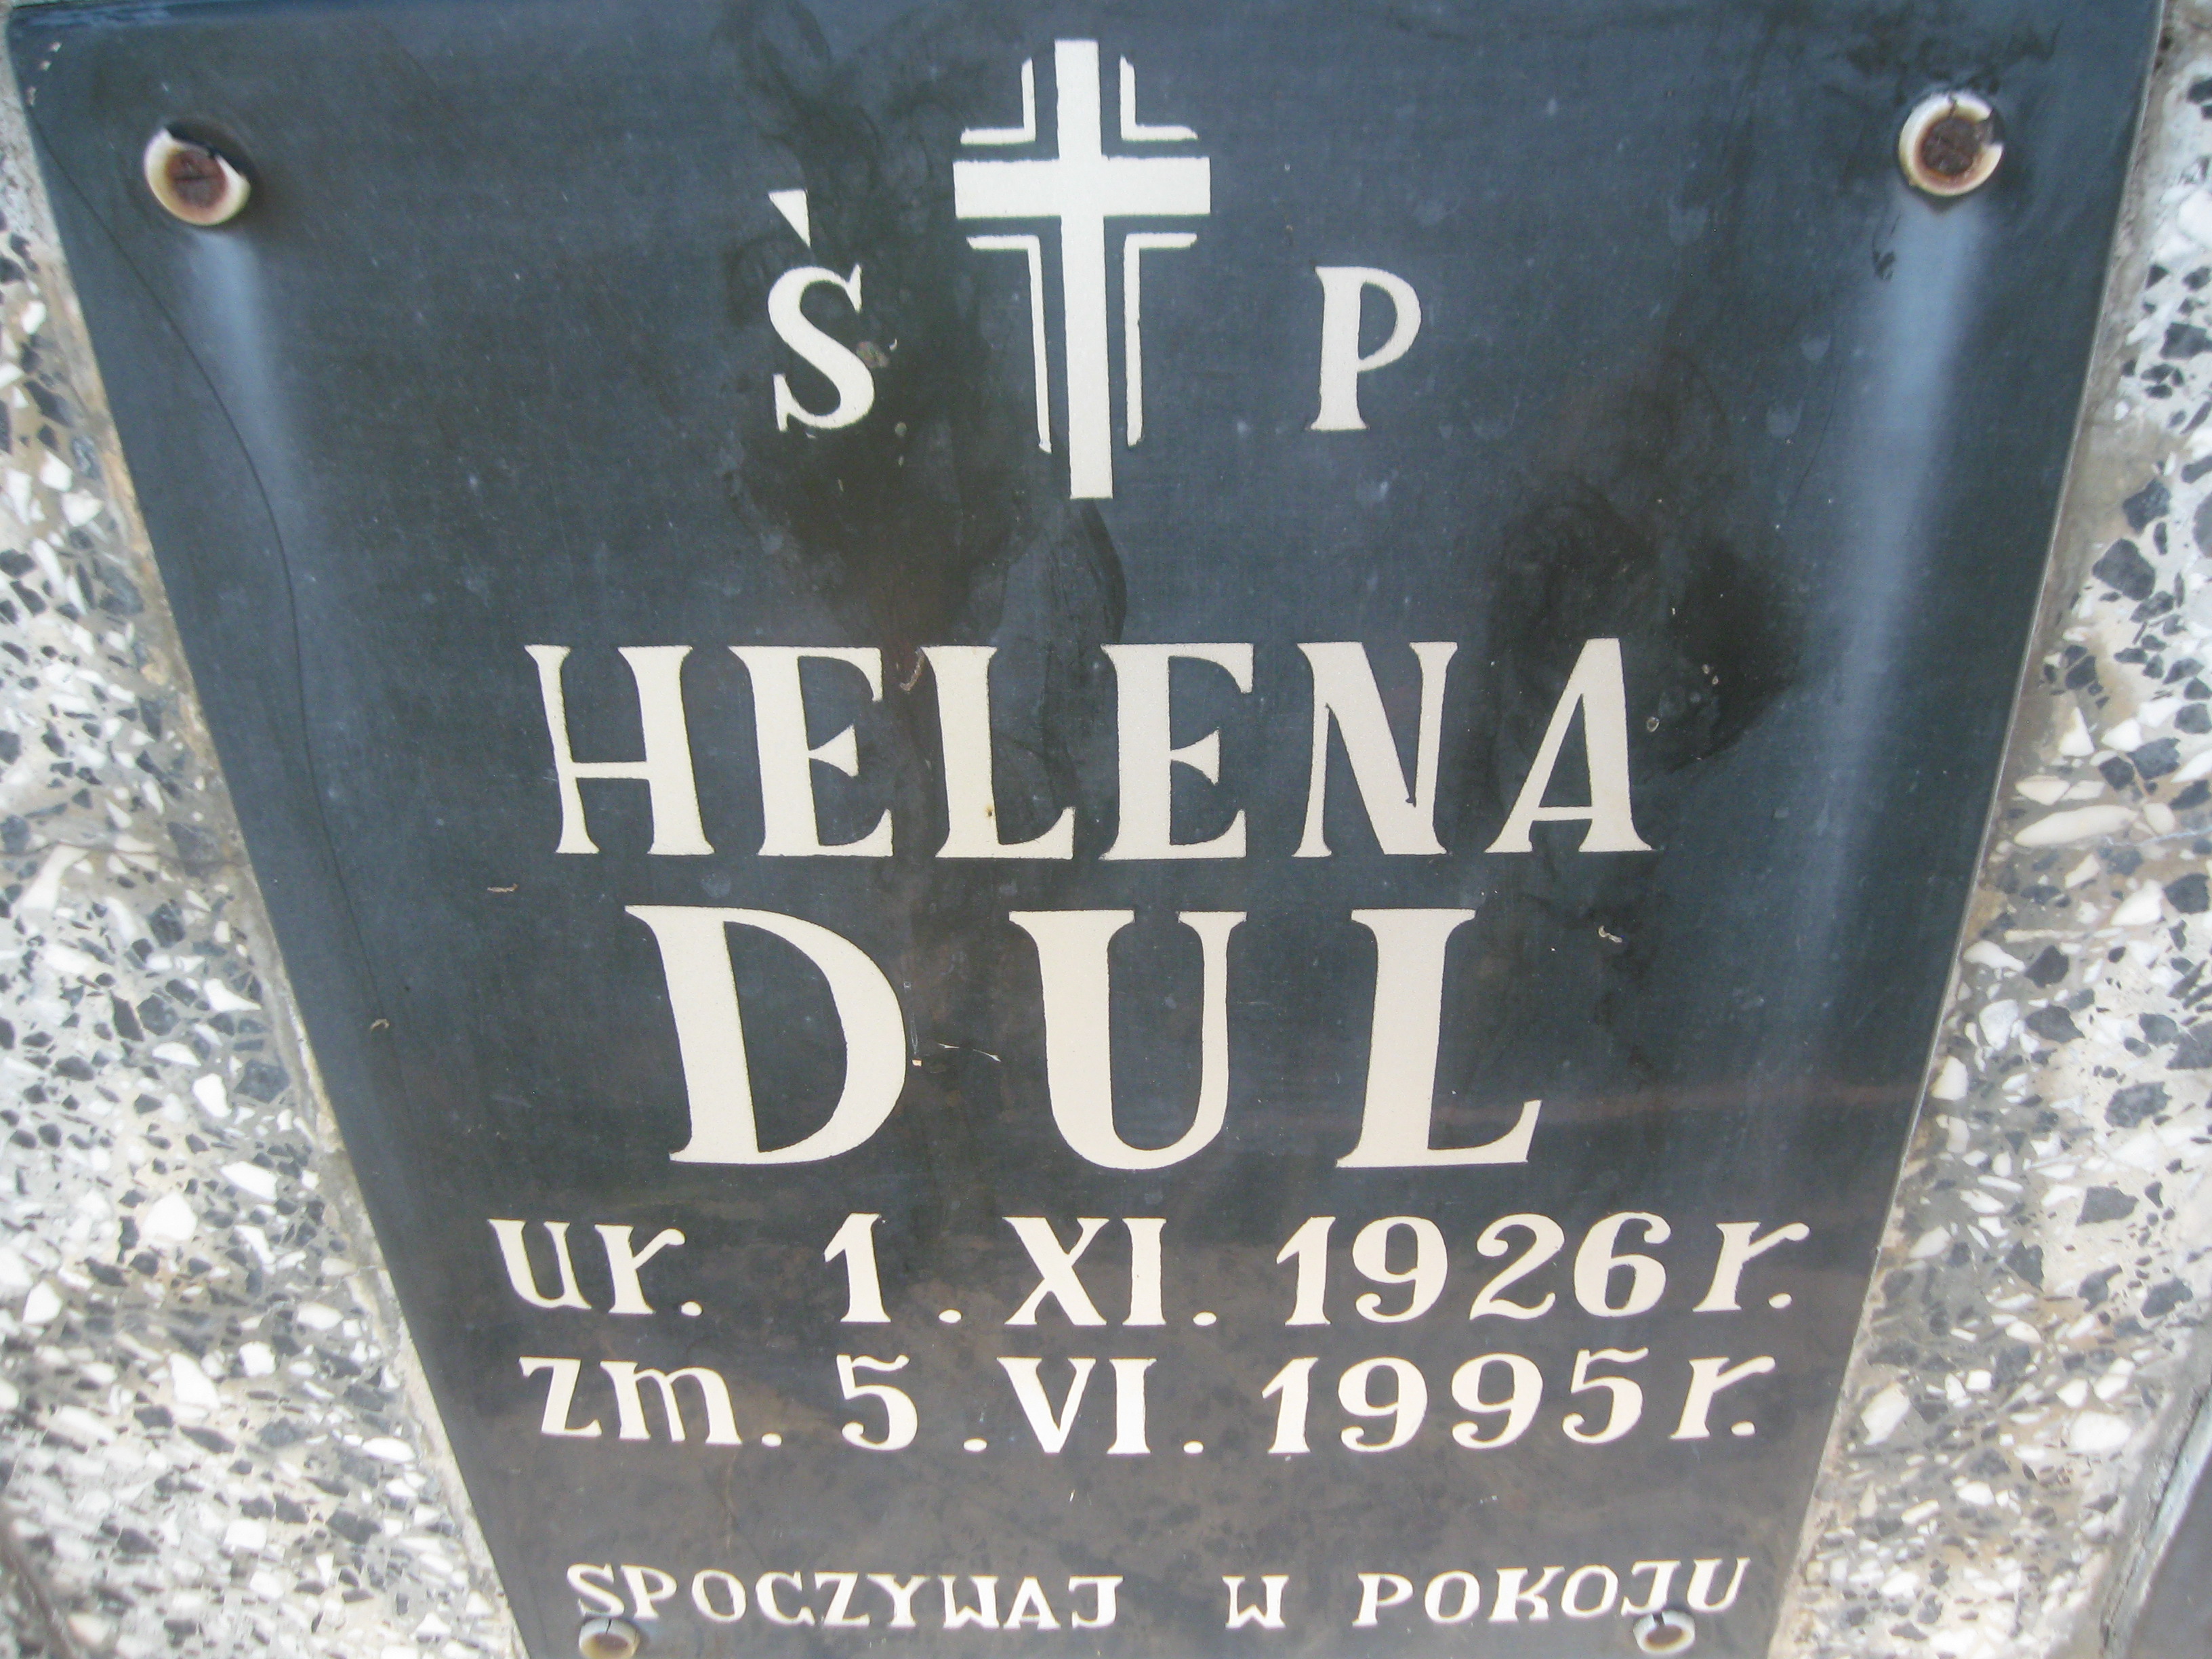 Ś P
HELENA
DUL
ur. 1. XI. 1926 r.
zm. 5. VI. 1995 r.
SPOCZYWAJ W POKOJU